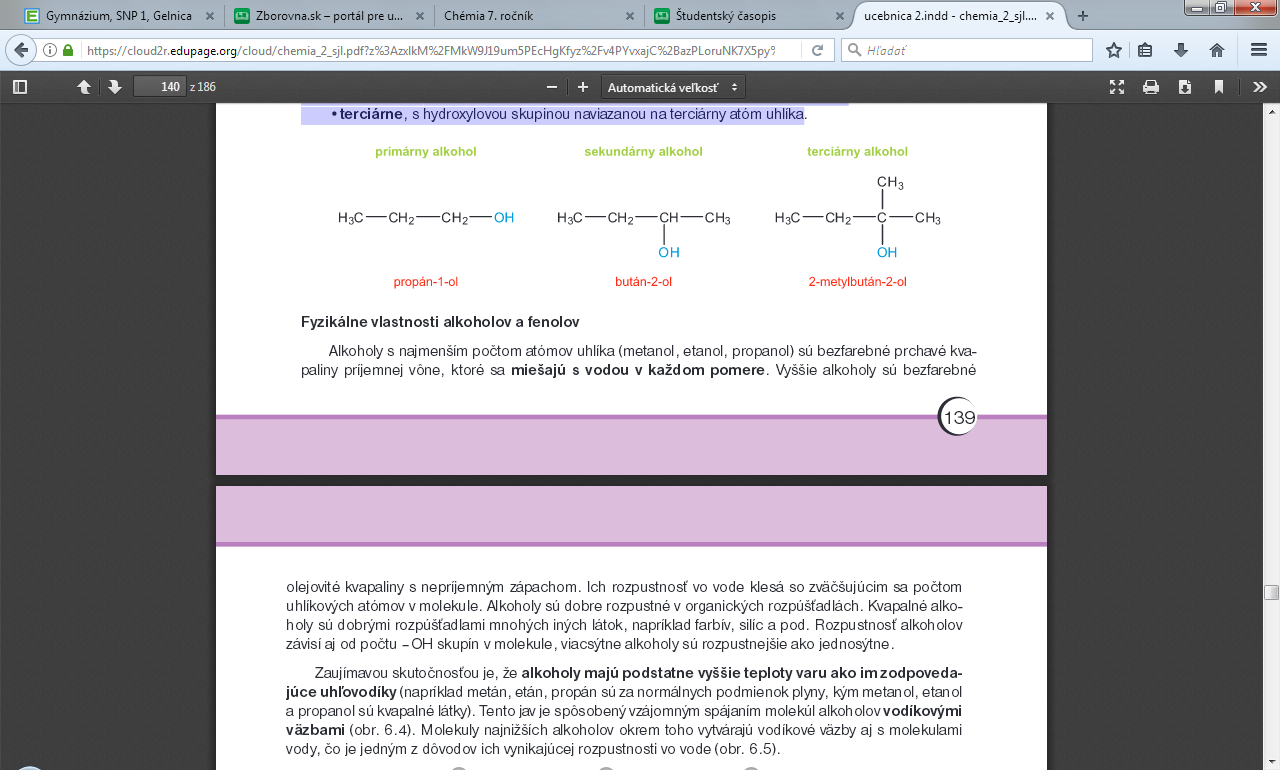 Gymnázium, SNP 1, Gelnica
Zborovna.sk – portál pre u...
Chémia 7. ročník
Študentský časopis
ucebnica 2.indd - chemia_2_sjl....
https://cloud2r.edupage.org/cloud/chemia_2_sjl.pdf?z%3AzxlkM%2FMkW9J19um5PEcHgKfyz%2Fv4PYvxajC%2BazPLoruNK7X5py%
Hľadať
140 z 186
Automatická veľkosť
• terciárne, s hydroxylovou skupinou naviazanou na terciárny atóm uhlíka.
primárny alkohol sekundárny alkohol terciárny alkohol
CH3
H3C CH2 CH2 OH H3C CH2 CH CH3 H3C CH2 C CH3
OH OH
propán-1-ol bután-2-ol 2-metylbután-2-ol
Fyzikálne vlastnosti alkoholov a fenolov
Alkoholy s najmenším počtom atómov uhlíka (metanol, etanol, propanol) sú bezfarebné prchavé kva-
paliny príjemnej vône, ktoré sa miešajú s vodou v každom pomere. Vyššie alkoholy sú bezfarebné
139
olejovité kvapaliny s nepríjemným zápachom. Ich rozpustnosť vo vode klesá so zväčšujúcim sa počtom
uhlíkových atómov v molekule. Alkoholy sú dobre rozpustné v organických rozpúšťadlách. Kvapalné alko-
holy sú dobrými rozpúšťadlami mnohých iných látok, napríklad farbív, silíc a pod. Rozpustnosť alkoholov
závisí aj od počtu –OH skupín v molekule, viacsýtne alkoholy sú rozpustnejšie ako jednosýtne.
Zaujímavou skutočnosťou je, že alkoholy majú podstatne vyššie teploty varu ako im zodpoveda-
júce uhľovodíky (napríklad metán, etán, propán sú za normálnych podmienok plyny, kým metanol, etanol
a propanol sú kvapalné látky). Tento jav je spôsobený vzájomným spájaním molekúl alkoholov vodíkovými
väzbami (obr. 6.4). Molekuly najnižších alkoholov okrem toho vytvárajú vodíkové väzby aj s molekulami
vody, čo je jedným z dôvodov ich vynikajúcej rozpustnosti vo vode (obr. 6.5).